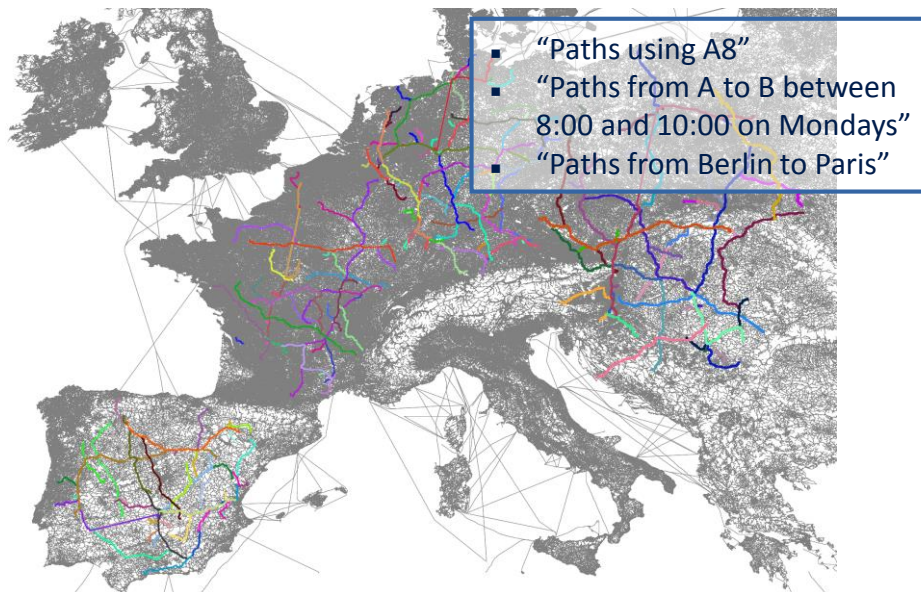 ▪ “Paths using A8”
▪ “Paths from A to B between
8:00 and 10:00 on Mondays”
▪ “Paths from Berlin to Paris”